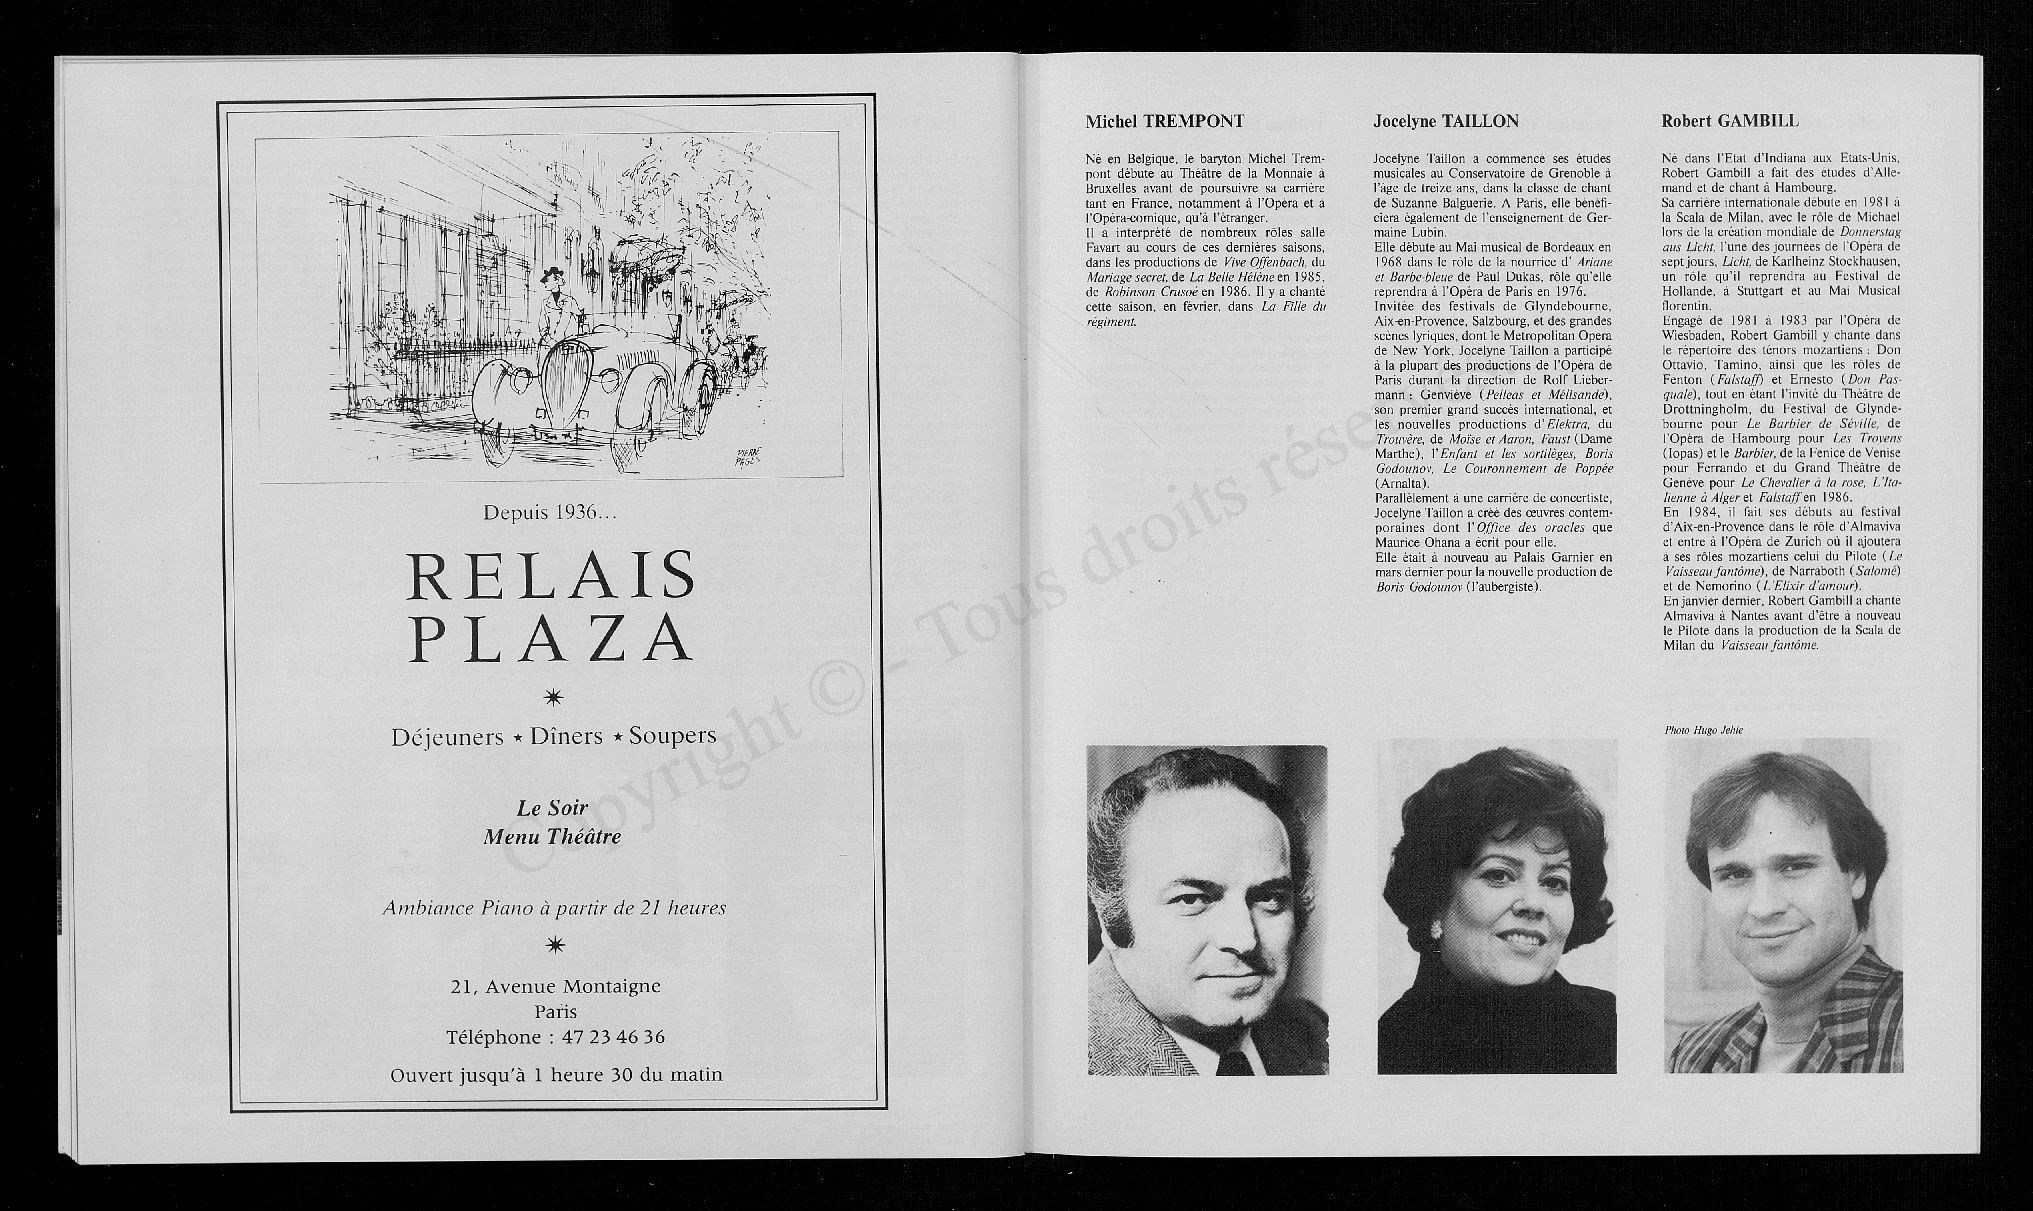 PIERRE
PAGES
Depuis 1936...
RELAIS
PLAZA
Déjeuners ★ Dîners ★ Soupers
Le Soir
Menu Théâtre
Ambiance Piano à partir de 21 heures
21, Avenue Montaigne
Paris
Téléphone : 47 23 46 36
Ouvert jusqu'à 1 heure 30 du matin
Michel TREMPONT
Né en Belgique, le baryton Michel Trem-
pont débute au Théâtre de la Monnaie à
Bruxelles avant de poursuivre sa carrière
tant en France, notamment à l'Opéra et à
l'Opéra-comique, qu'à l'étranger.
Il a interprété de nombreux rôles salle
Favart au cours de ces dernières saisons,
dans les productions de Vive Offenbach, du
Mariage secret, de La Belle Hélène en 1985,
de Robinson Crusoé en 1986. Il y a chanté
cette saison, en février, dans La Fille du
régiment.
Jocelyne TAILLON
Jocelyne Taillon a commencé ses études
musicales au Conservatoire de Grenoble à
l'âge de treize ans, dans la classe de chant
de Suzanne Balguerie. A Paris, elle bénéfi-
ciera également de l'enseignement de Ger-
maine Lubin.
Elle débute au Mai musical de Bordeaux en
1968 dans le rôle de la nourrice d' Ariane
et Barbe-bleue de Paul Dukas, rôle qu'elle
reprendra à l'Opéra de Paris en 1976.
Invitée des festivals de Glyndebourne,
Aix-en-Provence, Salzbourg, et des grandes
scènes lyriques, dont le Metropolitan Opera
de New York, Jocelyne Taillon a participé
à la plupart des productions de l'Opéra de
Paris durant la direction de Rolf Lieber-
mann : Geneviève (Pelléas et Mélisande),
son premier grand succès international, et
les nouvelles productions d'Elektra, du
Trouvère, de Moïse et Aaron, Faust (Dame
Marthe), l'Enfant et les sortilèges, Boris
Godounov, Le Couronnement de Poppée
(Arnalta).
Parallèlement à une carrière de concertiste,
Jocelyne Taillon a créé des œuvres contem-
poraines dont l'Office des oracles que
Maurice Ohana a écrit pour elle.
Elle était à nouveau au Palais Garnier en
mars dernier pour la nouvelle production de
Boris Godounov (l'aubergiste).
Robert GAMBILL
Né dans l'Etat d'Indiana aux Etats-Unis,
Robert Gambill a fait des études d'Alle-
mand et de chant à Hambourg.
Sa carrière internationale débute en 1981 à
la Scala de Milan, avec le rôle de Michael
lors de la création mondiale de Donnerstag
aus Licht, l'une des journées de l'Opéra de
sept jours, Licht, de Karlheinz Stockhausen,
un rôle qu'il reprendra au Festival de
Hollande, à Stuttgart et au Mai Musical
florentin.
Engagé de 1981 à 1983 par l'Opéra de
Wiesbaden, Robert Gambill y chante dans
le répertoire des ténors mozartiens : Don
Ottavio, Tamino, ainsi que les rôles de
Fenton (Falstaff) et Ernesto (Don Pas-
quale), tout en étant l'invité du Théâtre de
Drottningholm, du Festival de Glynde-
bourne pour Le Barbier de Séville, de
l'Opéra de Hambourg pour Les Troyens
(Iopas) et le Barbier, de la Fenice de Venise
pour Ferrando et du Grand Théâtre de
Genève pour Le Chevalier à la rose, L'Ita-
lienne à Alger et Falstaff en 1986.
En 1984, il fait ses débuts au festival
d'Aix-en-Provence dans le rôle d'Almaviva
et entre à l'Opéra de Zurich où il ajoutera
à ses rôles mozartiens celui du Pilote (Le
Vaisseau fantôme), de Narraboth (Salomé)
et de Nemorino (L'Elixir d'amour).
En janvier dernier, Robert Gambill a chanté
Almaviva à Nantes avant d'être à nouveau
le Pilote dans la production de la Scala de
Milan du Vaisseau fantôme.
Photo Hugo Jehle
Copyright © - Tous droits rése